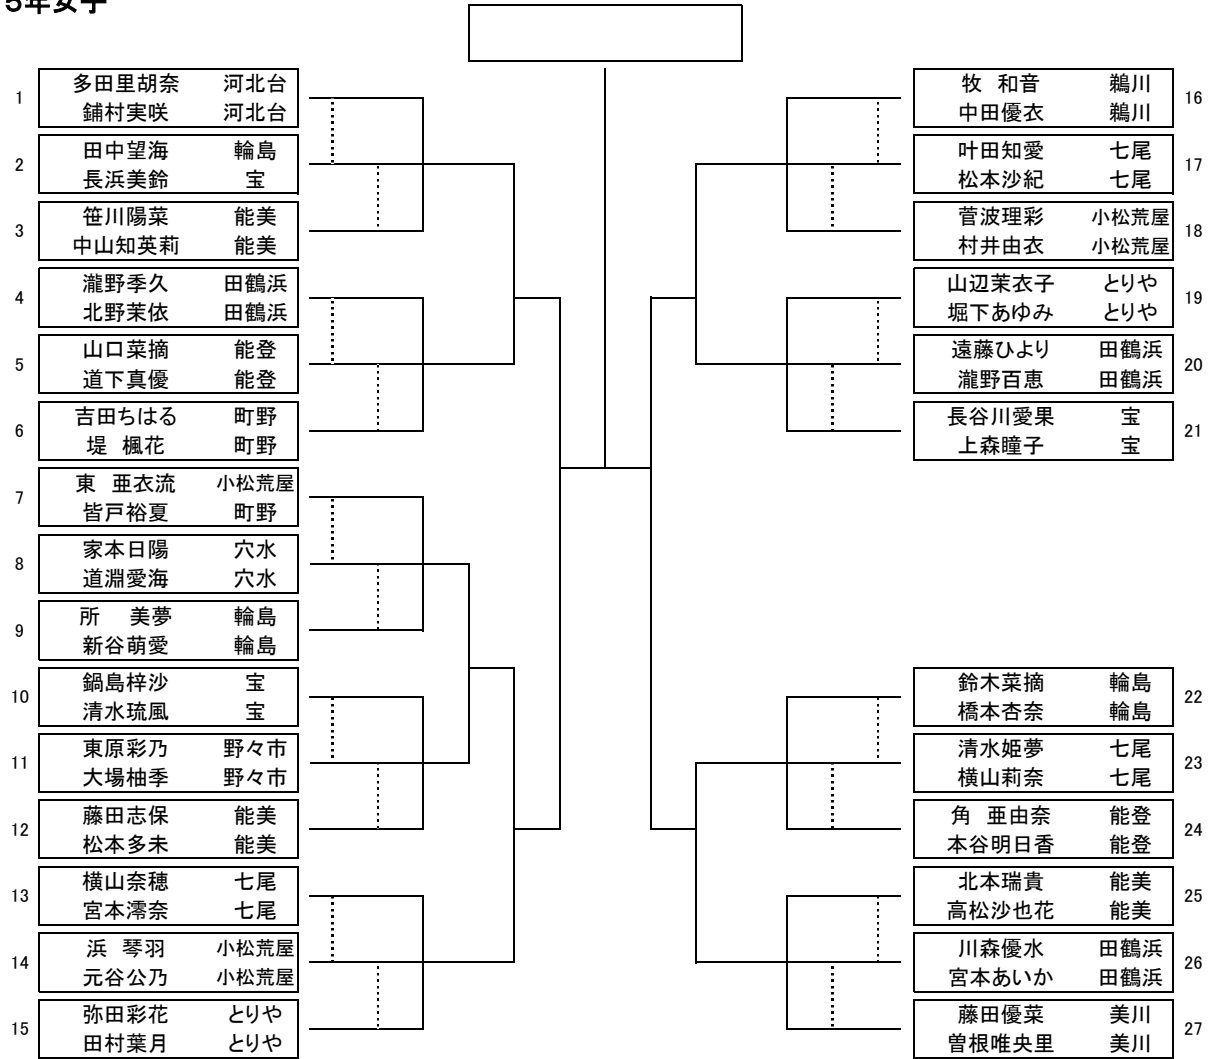 5年女子
1
多田里胡奈 河北台
鋪村実咲 河北台
2
田中望海 輪島
長浜美鈴 宝
3
笹川陽菜 能美
中山知英莉 能美
4
瀧野季久 田鶴浜
北野茉依 田鶴浜
5
山口菜摘 能登
道下真優 能登
6
吉田ちはる 町野
堤 楓花 町野
7
東 亜衣流 小松荒屋
皆戸裕夏 町野
8
家本日陽 穴水
道淵愛海 穴水
9
所 美夢 輪島
新谷萌愛 輪島
10
鍋島梓沙 宝
清水琉風 宝
11
東原彩乃 野々市
大場柚季 野々市
12
藤田志保 能美
松本多未 能美
13
横山奈穂 七尾
宮本澪奈 七尾
14
浜 琴羽 小松荒屋
元谷公乃 小松荒屋
15
弥田彩花 とりや
田村葉月 とりや
牧 和音 鵜川
中田優衣 鵜川
16
叶田知愛 七尾
松本沙紀 七尾
17
菅波理彩 小松荒屋
村井由衣 小松荒屋
18
山辺茉衣子 とりや
堀下あゆみ とりや
19
遠藤ひより 田鶴浜
瀧野百恵 田鶴浜
20
長谷川愛果 宝
上森瞳子 宝
21
鈴木菜摘 輪島
橋本杏奈 輪島
22
清水姫夢 七尾
横山莉奈 七尾
23
角 亜由奈 能登
本谷明日香 能登
24
北本瑞貴 能美
高松沙也花 能美
25
川森優水 田鶴浜
宮本あいか 田鶴浜
26
藤田優菜 美川
曽根唯央里 美川
27